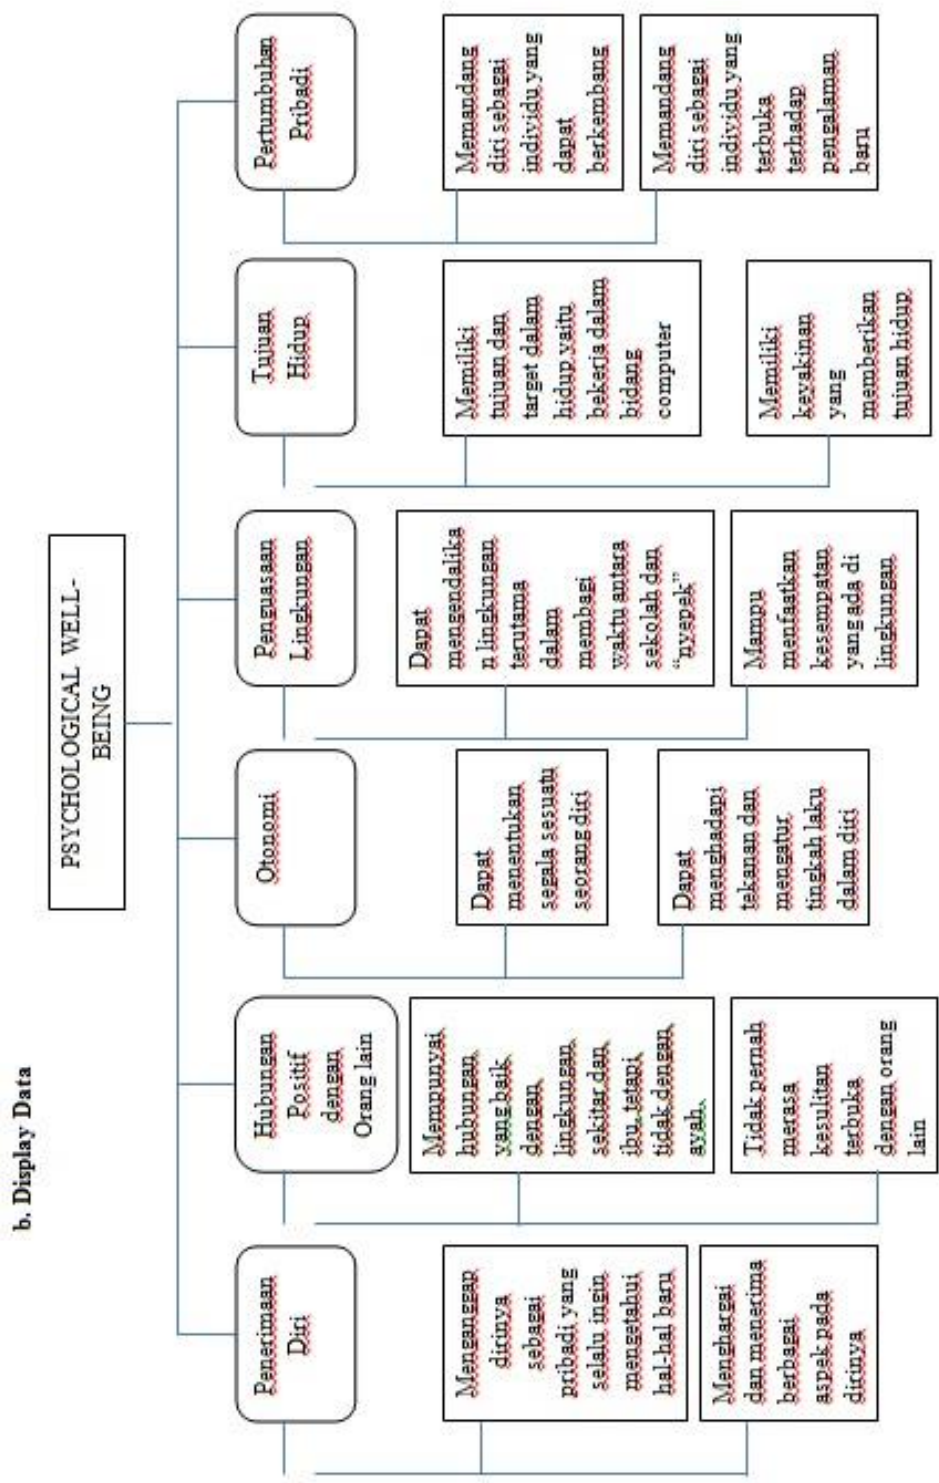 b. Display Data
PSYCHOLOGICAL WELL-
BEING
Penerimaan
Diri
Menganggap
dirinya
sebagai
pribadi yang
selalu ingin
mengetahui
hal-hal baru
Menghargai
dan menerima
berbagai
aspek pada
dirinya
Hubungan
Positif
dengan
Orang lain
Mempunyai
hubungan
yang baik
dengan
lingkungan
sekitar dan
ibu, tetapi
tidak dengan
ayah.
Tidak pernah
merasa
kesulitan
terbuka
dengan orang
lain
Otonomi
Dapat
menentukan
segala sesuatu
seorang diri
Dapat
menghadapi
tekanan dan
mengatur
tingkah laku
dalam diri
Penguasaan
Lingkungan
Dapat
mengendalika
n lingkungan
terutama
dalam
membagi
waktu antara
sekolah dan
“nyepek”
Mampu
menfaatkan
kesempatan
yang ada di
lingkungan
Tujuan
Hidup
Memiliki
tujuan dan
target dalam
hidup yaitu
bekerja dalam
bidang
computer
Memiliki
keyakinan
yang
memberikan
tujuan hidup
Pertumbuhan
Pribadi
Memandang
diri sebagai
individu yang
dapat
berkembang
Memandang
diri sebagai
individu yang
terbuka
terhadap
pengalaman
baru